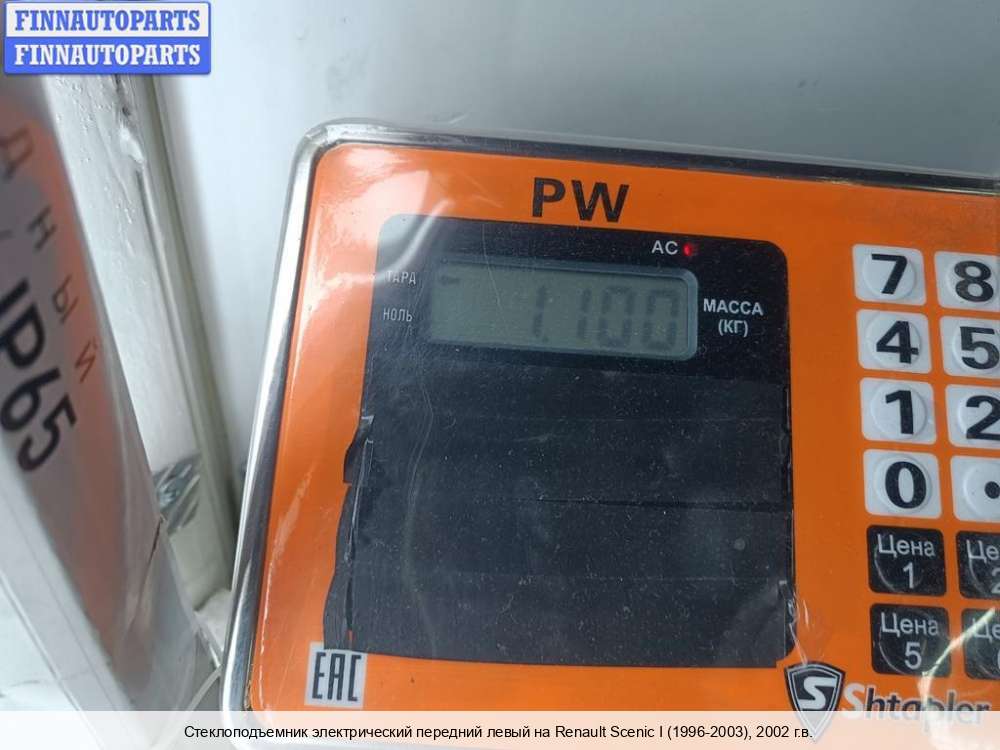 FINNAUTOPARTS
FINNAUTOPARTS
ДНЫЙ
IP65
PW
AC
ТАРА
НОЛЬ
1.100
МАССА
(КГ)
7 8
4 5
1 2
0 .
Цена
1
Цена
5
EAC
S Shtapler
Стеклоподъемник электрический передний левый на Renault Scenic I (1996-2003), 2002 г.в.